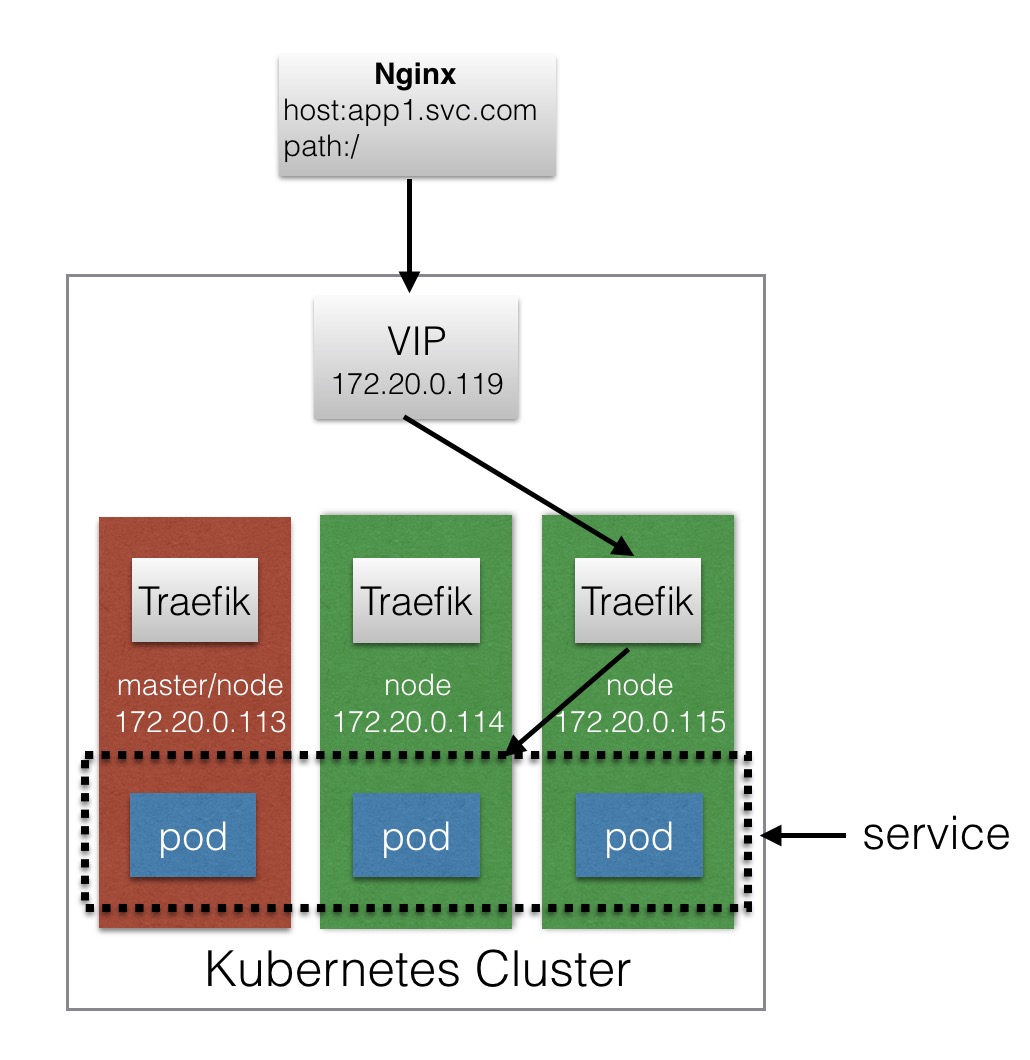 Nginx
host:app1.svc.com
path:/
VIP
172.20.0.119
Traefik
Traefik
Traefik
master/node
172.20.0.113
node
172.20.0.114
node
172.20.0.115
pod
pod
pod
service
Kubernetes Cluster